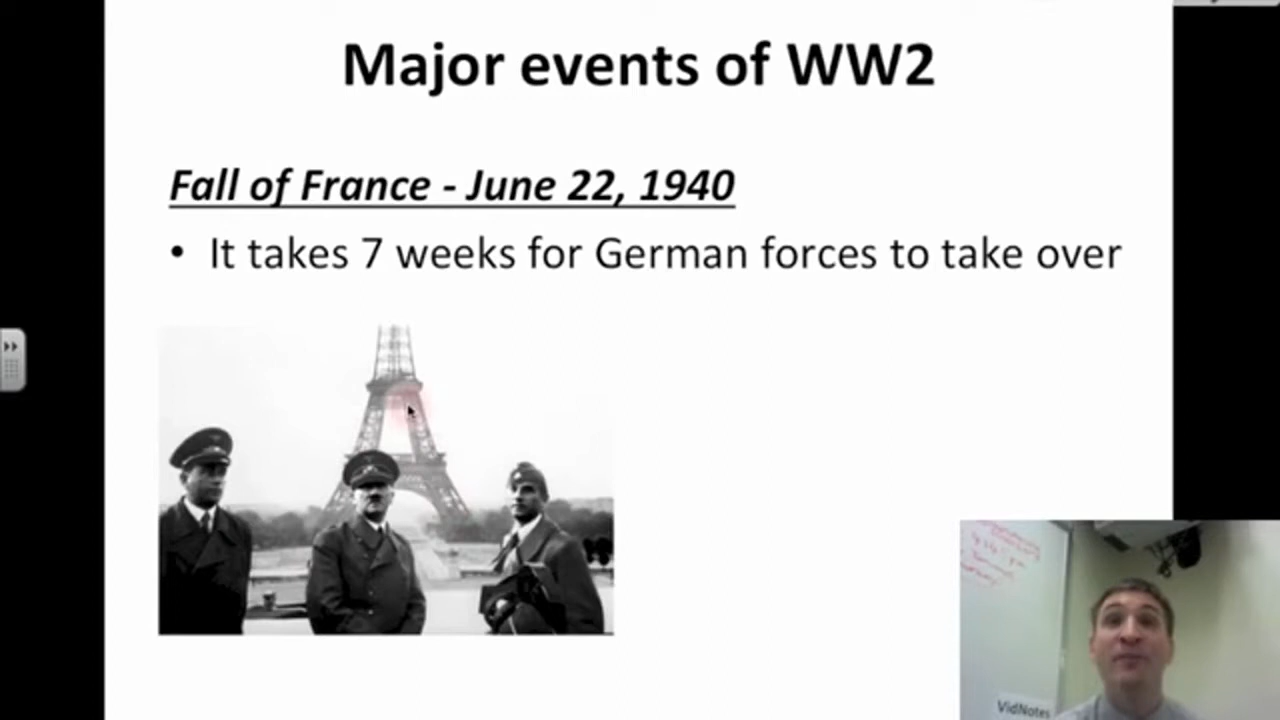 Major events of WW2
Fall of France - June 22, 1940
• It takes 7 weeks for German forces to take over
VidNotes